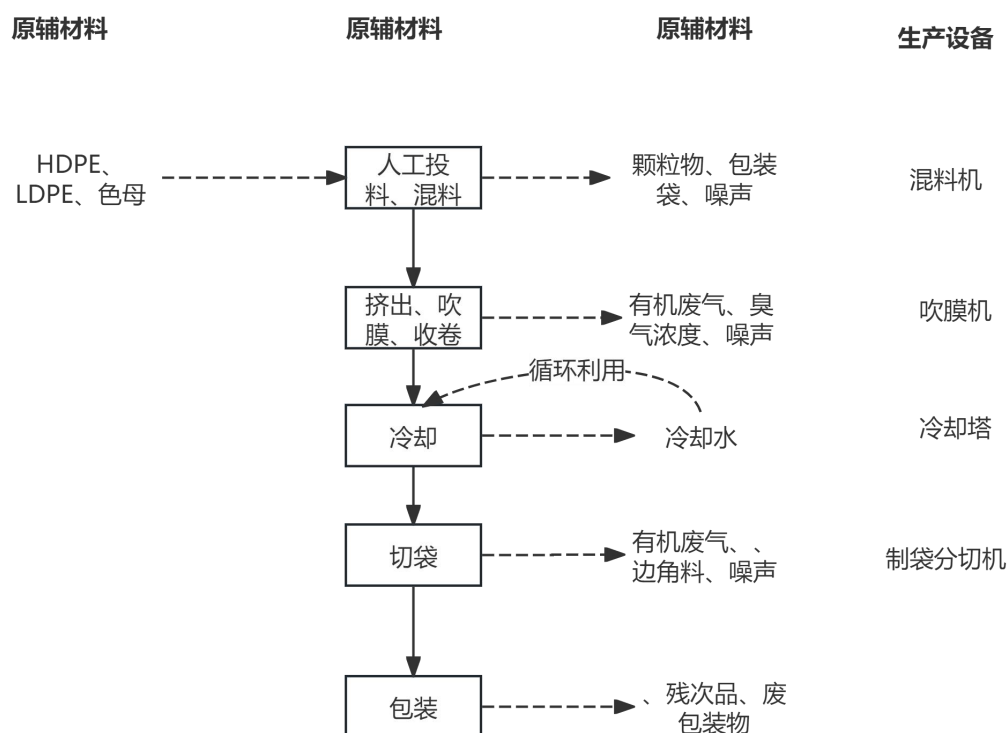 原辅材料
原辅材料
原辅材料
生产设备
HDPE、
LDPE、色母
人工投
料、混料
颗粒物、包装
袋、噪声
混料机
挤出、吹
膜、收卷
有机废气、臭
气浓度、噪声
吹膜机
循环利用
冷却
冷却水
冷却塔
切袋
有机废气、、
边角料、噪声
制袋分切机
包装
、残次品、废
包装物